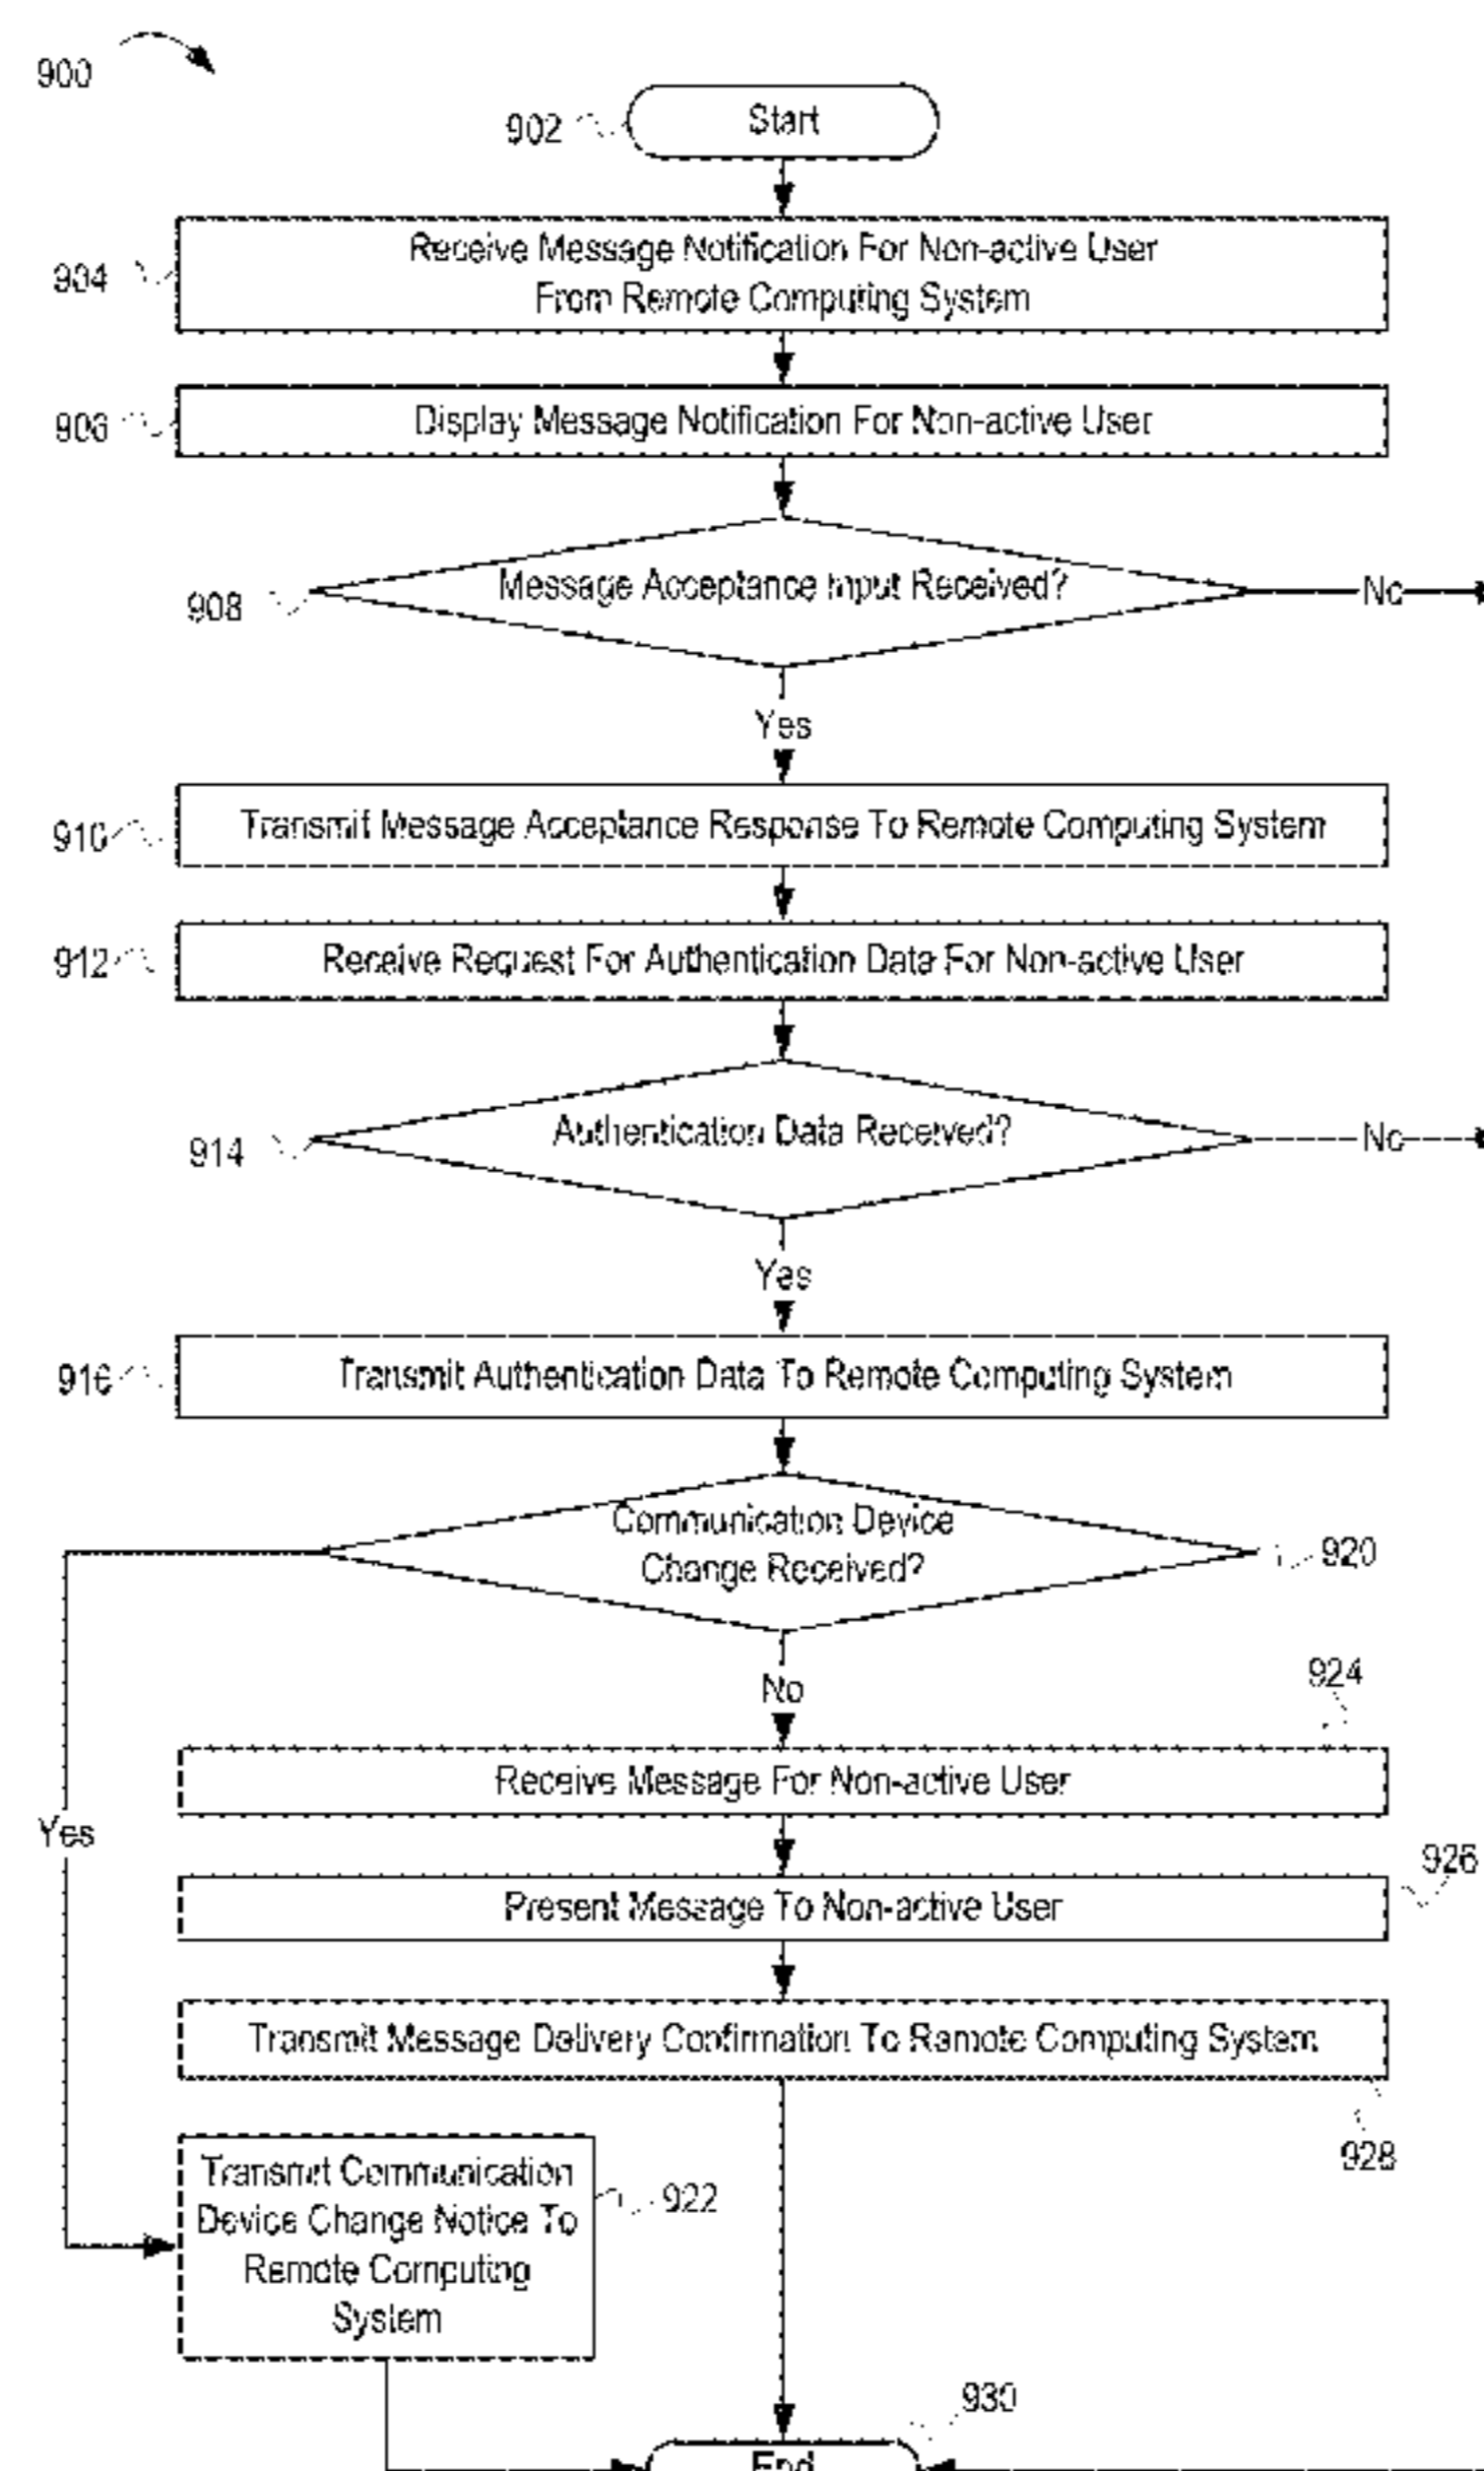 900
902
Start
904
Receive Message Notification For Non-active User
From Remote Computing System
906
Display Message Notification For Non-active User
908
Message Acceptance Input Received?
No
Yes
910
Transmit Message Acceptance Response To Remote Computing System
912
Receive Request For Authentication Data For Non-active User
914
Authentication Data Received?
No
Yes
916
Transmit Authentication Data To Remote Computing System
Communication Device
Change Received?
920
No
924
Receive Message For Non-active User
Yes
926
Present Message To Non-active User
Transmit Message Delivery Confirmation To Remote Computing System
928
Transmit Communication
Device Change Notice To
Remote Computing
System
922
930
End